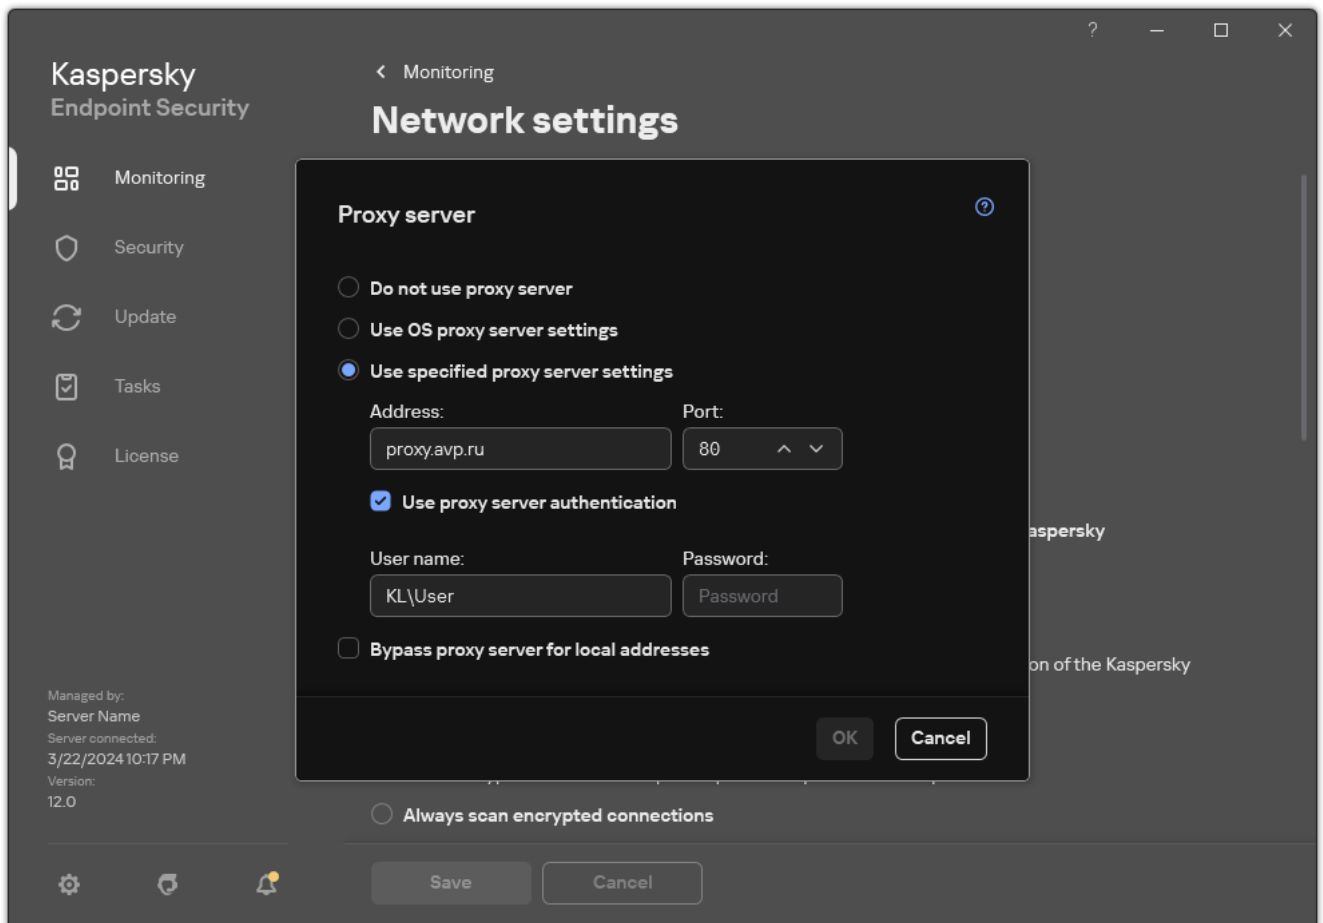 ?
Kaspersky
Endpoint Security
Monitoring
Security
Update
Tasks
License
Managed by:
Server Name
Server connected:
3/22/2024 10:17 PM
Version:
12.0
Monitoring
Network settings
Proxy server
?
Do not use proxy server
Use OS proxy server settings
Use specified proxy server settings
Address: Port:
proxy.avp.ru 80
Use proxy server authentication
User name: Password:
KL\User Password
Bypass proxy server for local addresses
OK Cancel
aspersky
on of the Kaspersky
Always scan encrypted connections
Save Cancel